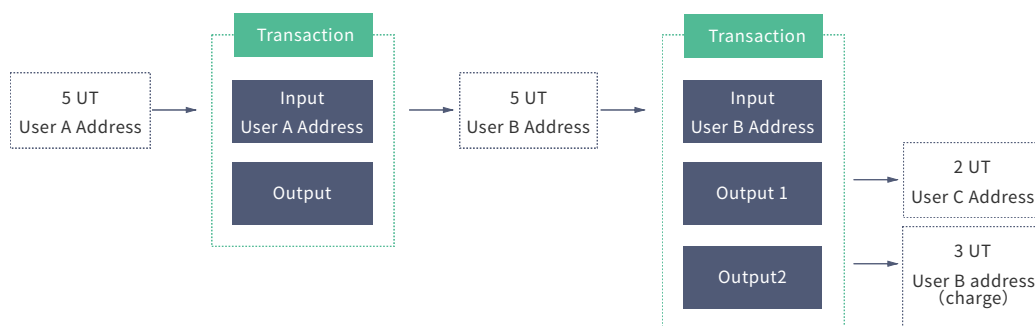 Transaction
5 UT
User A Address
Input
User A Address
Output
5 UT
User B Address
Transaction
Input
User B Address
Output 1
Output2
2 UT
User C Address
3 UT
User B address
（charge）